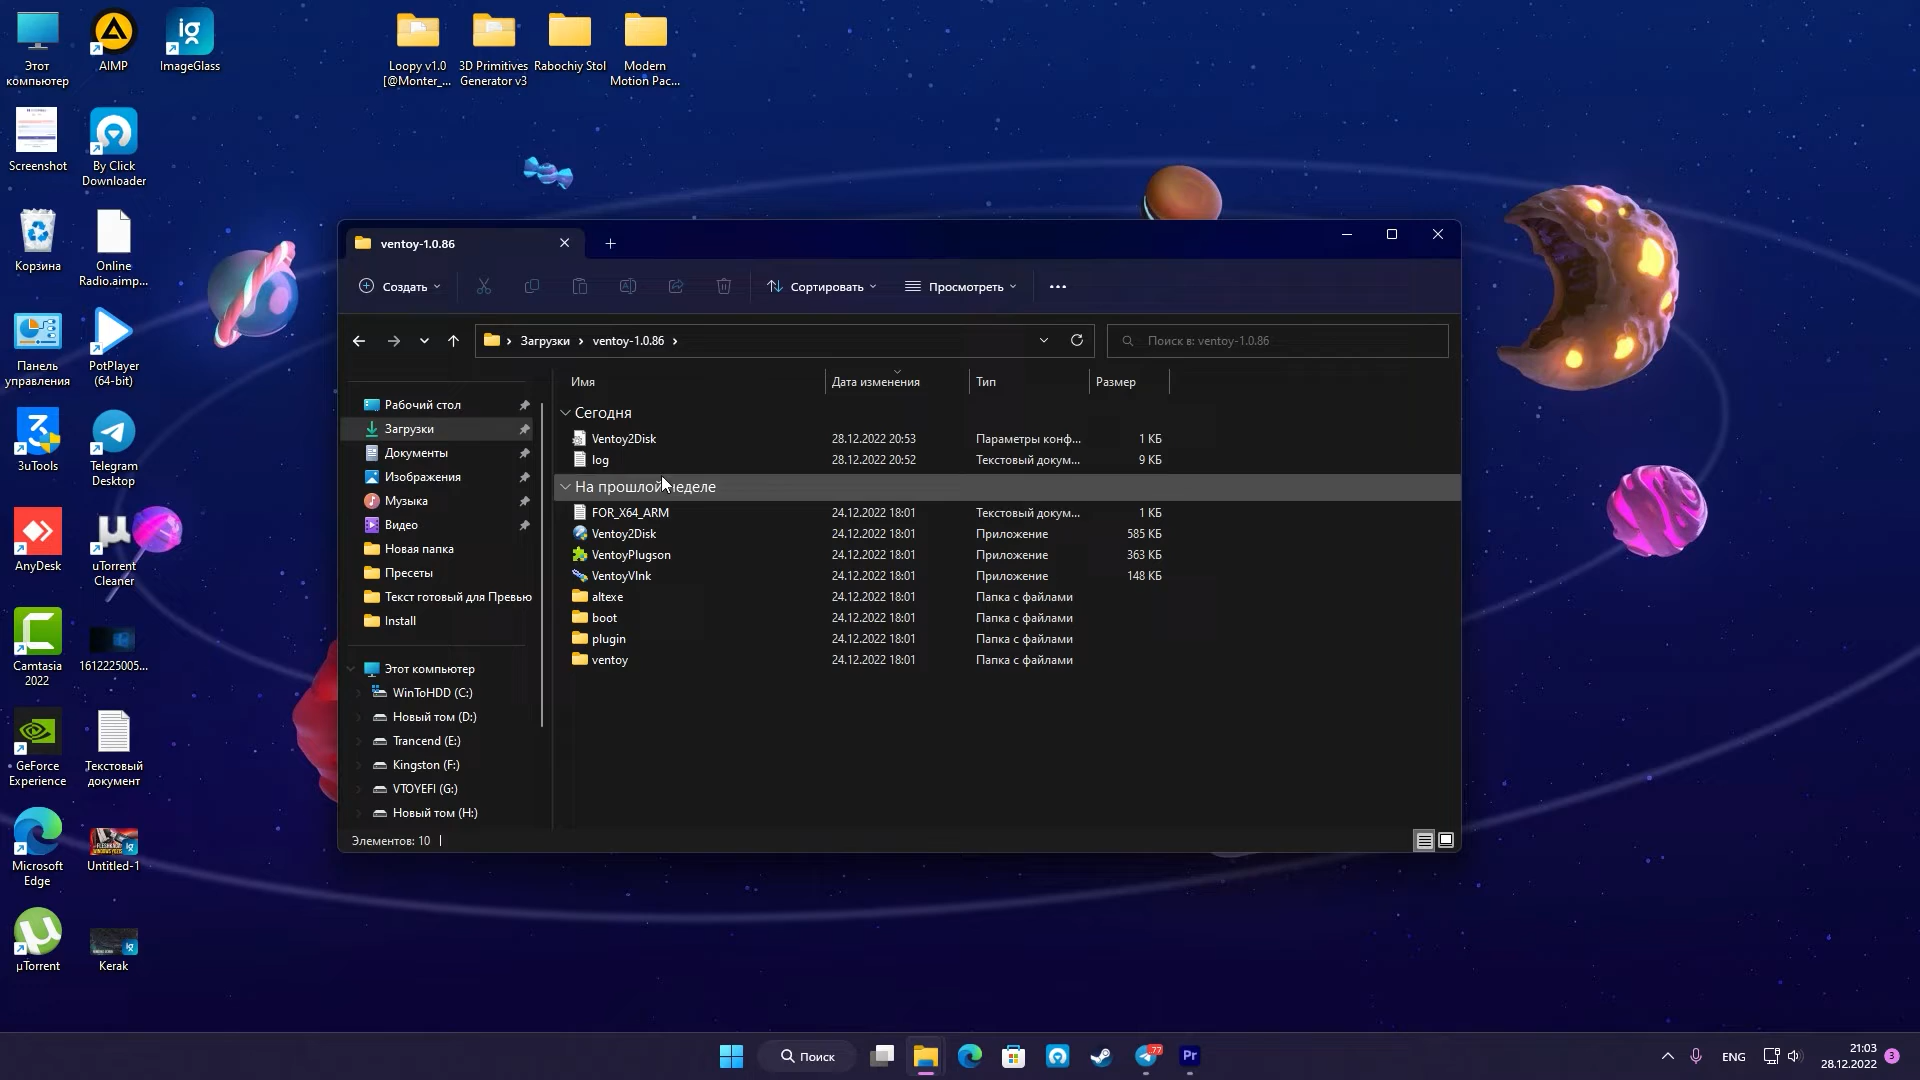 Этот
компьютер
AIMP
ImageGlass
Loopy v1.0
[@Monter_...
3D Primitives
Generator v3
Rabochiy Stol
Modern
Motion Pac...
Screenshot
By Click
Downloader
Корзина
Online
Radio.aimp...
Панель
управления
PotPlayer
(64-bit)
3uTools
Telegram
Desktop
AnyDesk
uTorrent
Cleaner
Camtasia
2022
1612225005...
GeForce
Experience
Текстовый
документ
Microsoft
Edge
Untitled-1
µTorrent
Kerak
ventoy-1.0.86
Создать
Сортировать
Просмотреть
Загрузки
ventoy-1.0.86
Поиск в: ventoy-1.0.86
Рабочий стол
Загрузки
Документы
Изображения
Музыка
Видео
Новая папка
Пресеты
Текст готовый для Превью
Install
Этот компьютер
WinToHDD (C:)
Новый том (D:)
Trancend (E:)
Kingston (F:)
VTOYEFI (G:)
Новый том (H:)
Имя Дата изменения Тип Размер
Сегодня
Ventoy2Disk 28.12.2022 20:53 Параметры конф... 1 КБ
log 28.12.2022 20:52 Текстовый докум... 9 КБ
На прошлой неделе
FOR_X64_ARM 24.12.2022 18:01 Текстовый докум... 1 КБ
Ventoy2Disk 24.12.2022 18:01 Приложение 585 КБ
VentoyPlugson 24.12.2022 18:01 Приложение 363 КБ
VentoyVlnk 24.12.2022 18:01 Приложение 148 КБ
altexe 24.12.2022 18:01 Папка с файлами
boot 24.12.2022 18:01 Папка с файлами
plugin 24.12.2022 18:01 Папка с файлами
ventoy 24.12.2022 18:01 Папка с файлами
Элементов: 10
Поиск
77
Pr
ENG
21:03
28.12.2022
3